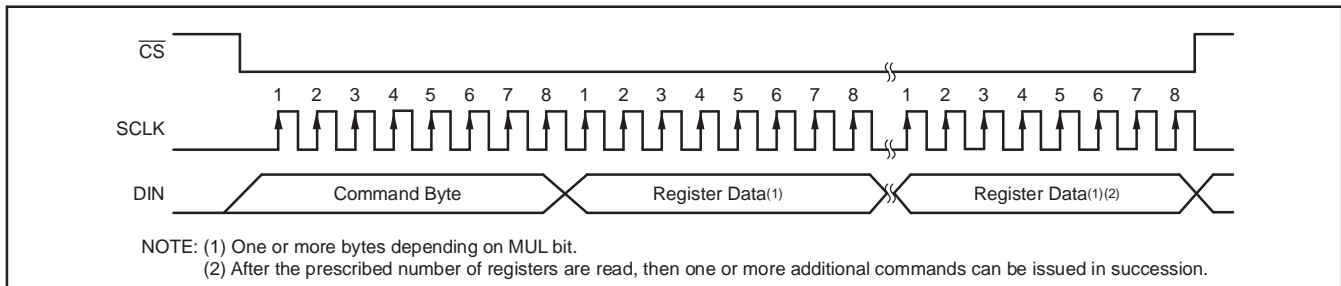 CS
1 2 3 4 5 6 7 8 1 2 3 4 5 6 7 8 1 2 3 4 5 6 7 8
SCLK
DIN Command Byte Register Data(1) Register Data(1)(2)
NOTE: (1) One or more bytes depending on MUL bit.
(2) After the prescribed number of registers are read, then one or more additional commands can be issued in succession.